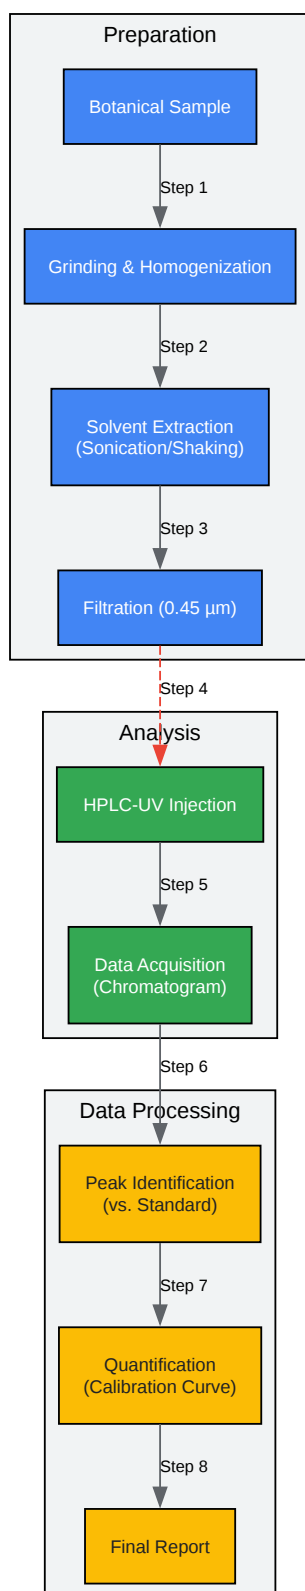 Preparation
Botanical Sample
Step 1
Grinding & Homogenization
Step 2
Solvent Extraction
(Sonication/Shaking)
Step 3
Filtration (0.45 µm)
Step 4
Analysis
HPLC-UV Injection
Step 5
Data Acquisition
(Chromatogram)
Step 6
Data Processing
Peak Identification
(vs. Standard)
Step 7
Quantification
(Calibration Curve)
Step 8
Final Report